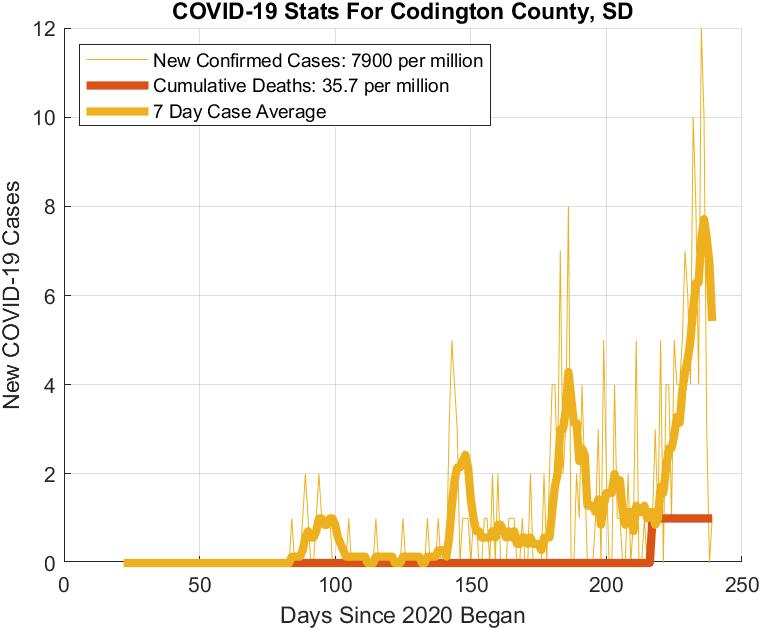 COVID-19 Stats For Codington County, SD
New Confirmed Cases: 7900 per million
Cumulative Deaths: 35.7 per million
7 Day Case Average
New COVID-19 Cases
12
10
8
6
4
2
0
0 50 100 150 200 250
Days Since 2020 Began